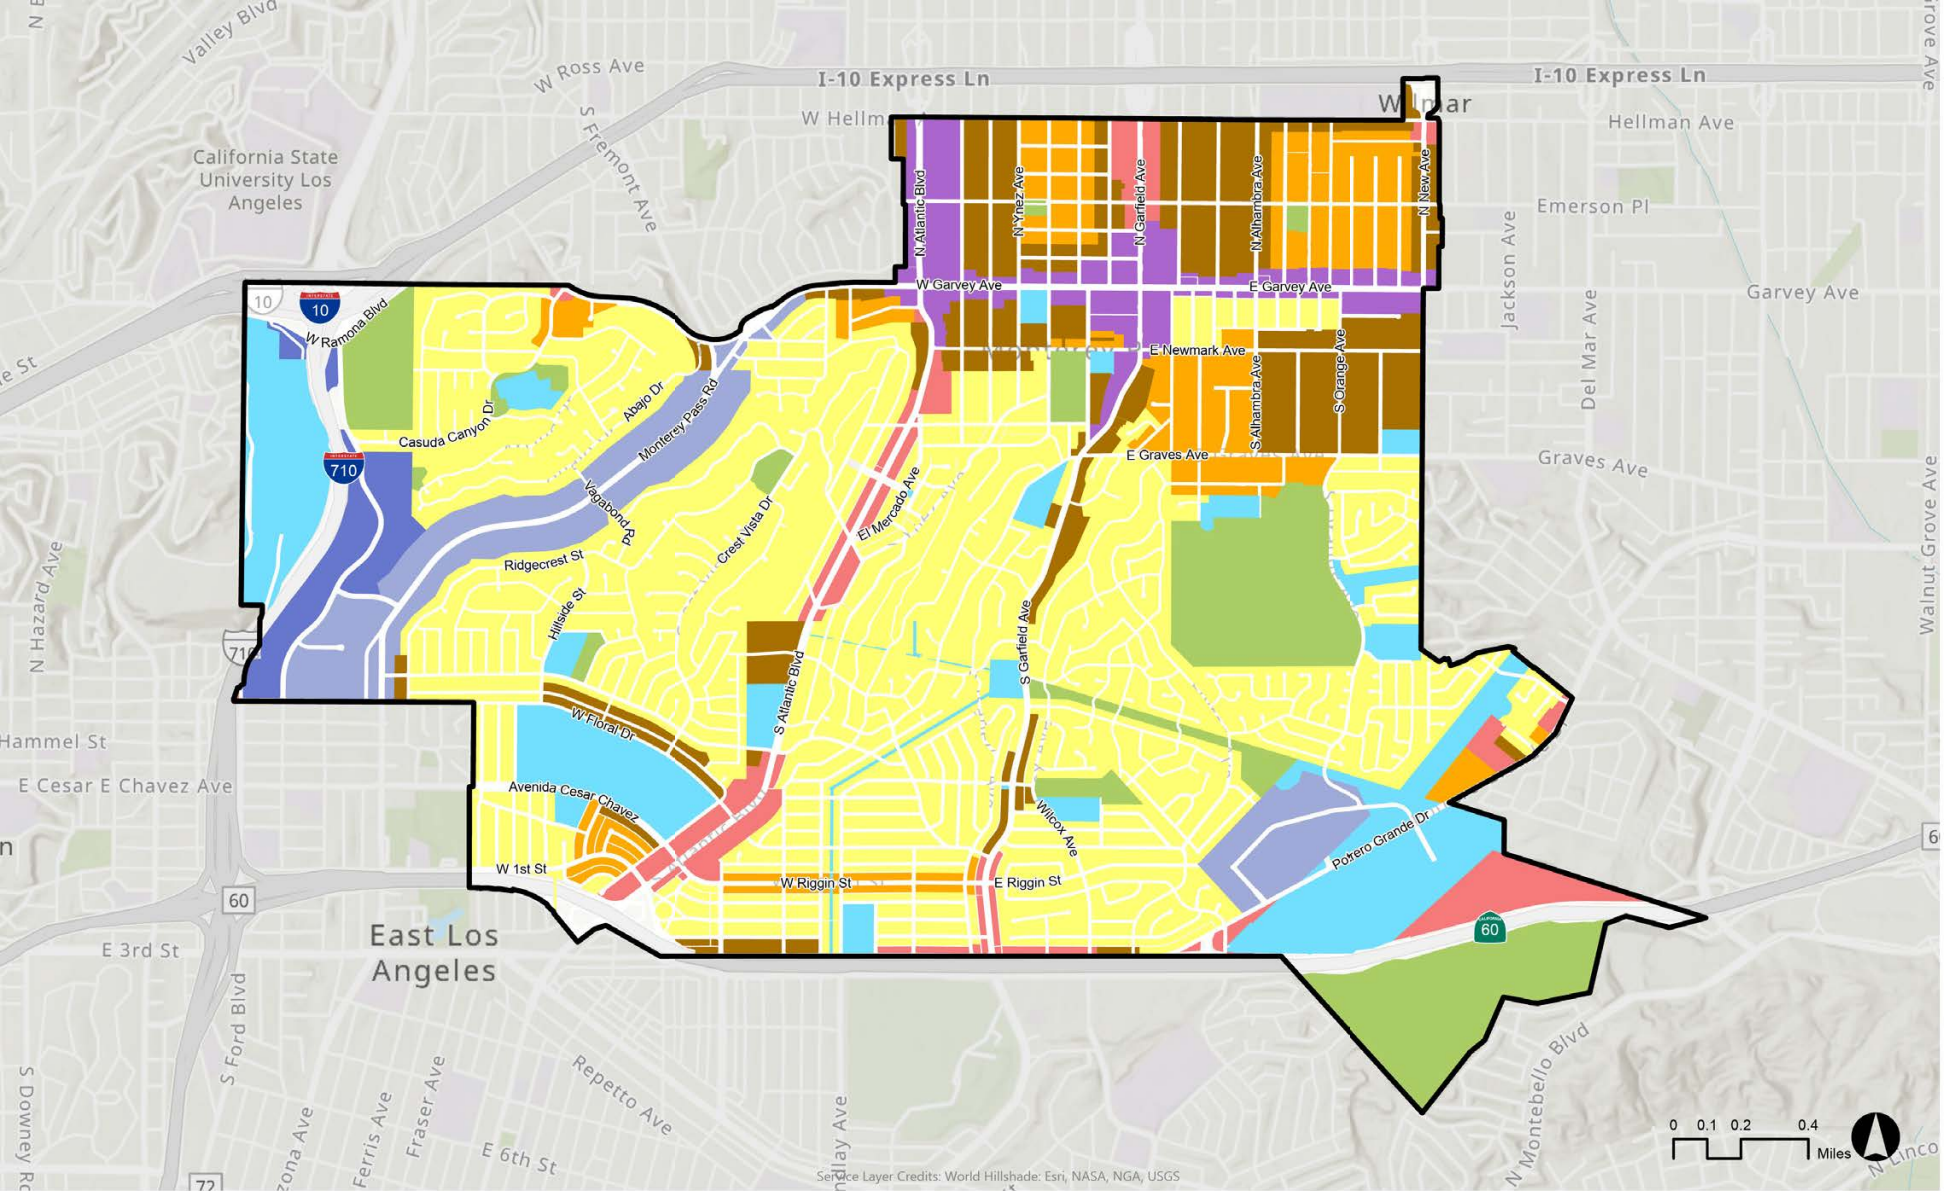 Valley Blvd
W Ross Ave
I-10 Express Ln
I-10 Express Ln
Hellman Ave
S Fremont Ave
California State
University Los
Angeles
N Atlantic Blvd
N Ynez Ave
N Garfield Ave
N Alhambra Ave
N New Ave
Emerson Pl
Jackson Ave
Walnut Grove Ave
10
INTERSTATE
10
W Ramona Blvd
W Garvey Ave
E Garvey Ave
Garvey Ave
Del Mar Ave
E Newmark Ave
S Alhambra Ave
S Orange Ave
Casuda Canyon Dr
Abajo Dr
Monterey Pass Rd
INTERSTATE
710
E Graves Ave
Graves Ave
Vagabond Rd
Crest Vista Dr
El Mercado Ave
Ridgecrest St
N Hazard Ave
Hillside St
710
S Garfield Ave
S Atlantic Blvd
W Floral Dr
Hammel St
E Cesar E Chavez Ave
Avenida Cesar Chavez
Wilcox Ave
Potrero Grande Dr
W 1st St
W Riggin St
E Riggin St
60
CALIFORNIA
60
E 3rd St
East Los
Angeles
S Ford Blvd
S Downey Rd
Ferris Ave
Fraser Ave
Repetto Ave
E 6th St
72
N Montebello Blvd
0 0.1 0.2 0.4
Miles
Service Layer Credits: World Hillshade: Esri, NASA, NGA, USGS